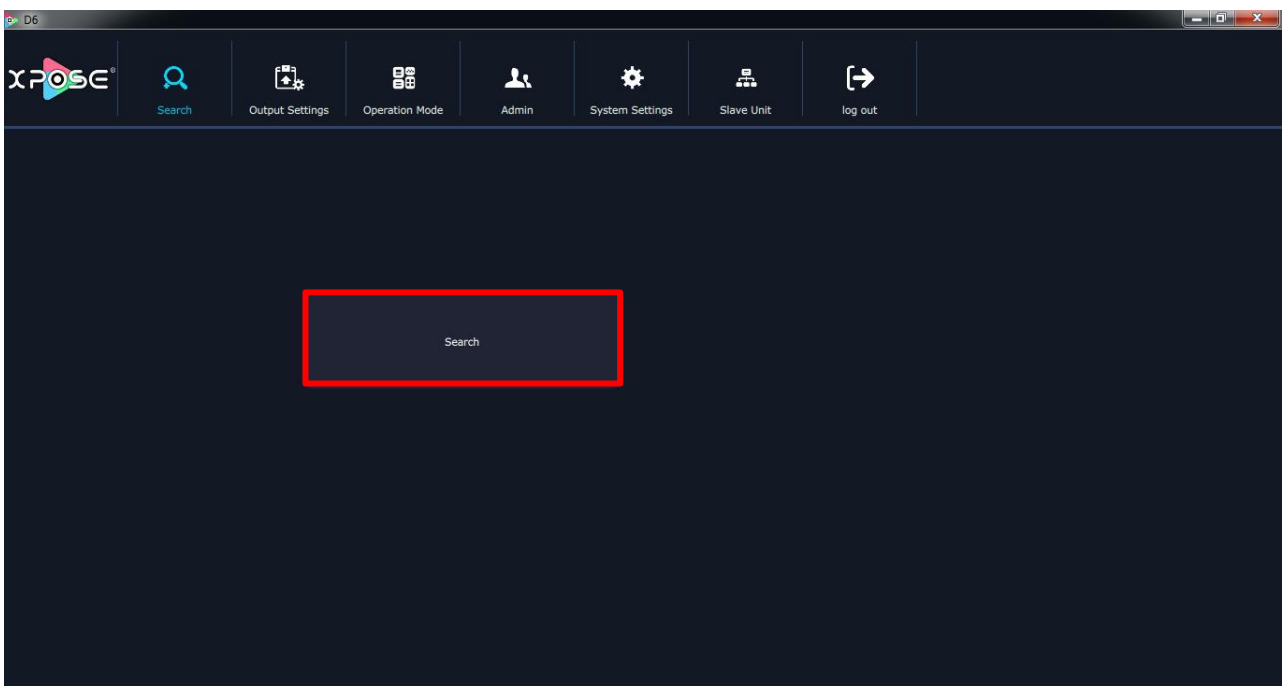 D6
XPOSE®
Search
Output Settings
Operation Mode
Admin
System Settings
Slave Unit
log out
Search